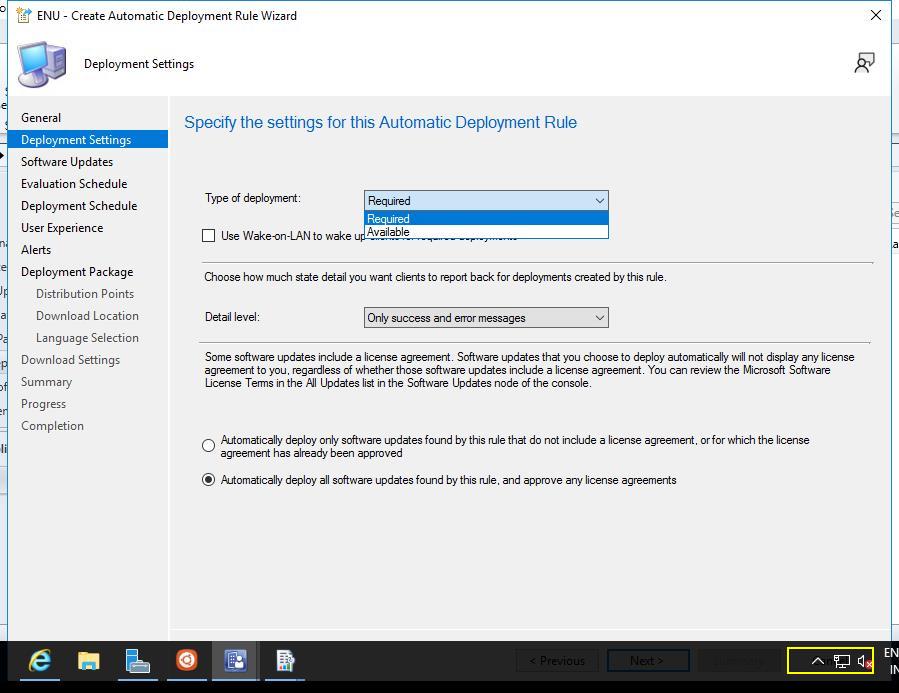 ENU - Create Automatic Deployment Rule Wizard
Deployment Settings
General
Deployment Settings
Software Updates
Evaluation Schedule
Deployment Schedule
User Experience
Alerts
Deployment Package
Distribution Points
Download Location
Language Selection
Download Settings
Summary
Progress
Completion
Specify the settings for this Automatic Deployment Rule
Type of deployment:
Required
Required
Available
Use Wake-on-LAN to wake up clients for required deployments
Choose how much state detail you want clients to report back for deployments created by this rule.
Detail level:
Only success and error messages
Some software updates include a license agreement. Software updates that you choose to deploy automatically will not display any license
agreement to you, regardless of whether those software updates include a license agreement. You can review the Microsoft Software
License Terms in the All Updates list in the Software Updates node of the console.
Automatically deploy only software updates found by this rule that do not include a license agreement, or for which the license
agreement has already been approved
Automatically deploy all software updates found by this rule, and approve any license agreements
< Previous
Next >
Summary
EN
IN